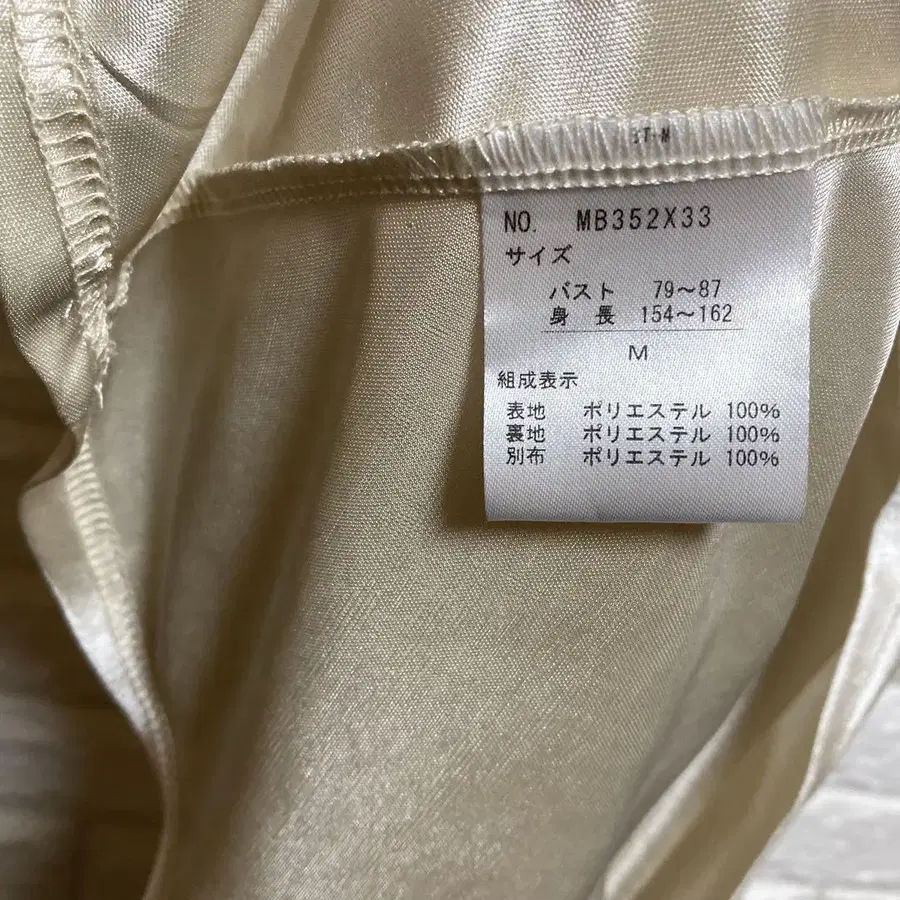 NO. MB352X33
サイズ
バスト 79～87
身長 154～162
M
組成表示
表地 ポリエステル 100%
裏地 ポリエステル 100%
別布 ポリエステル 100%